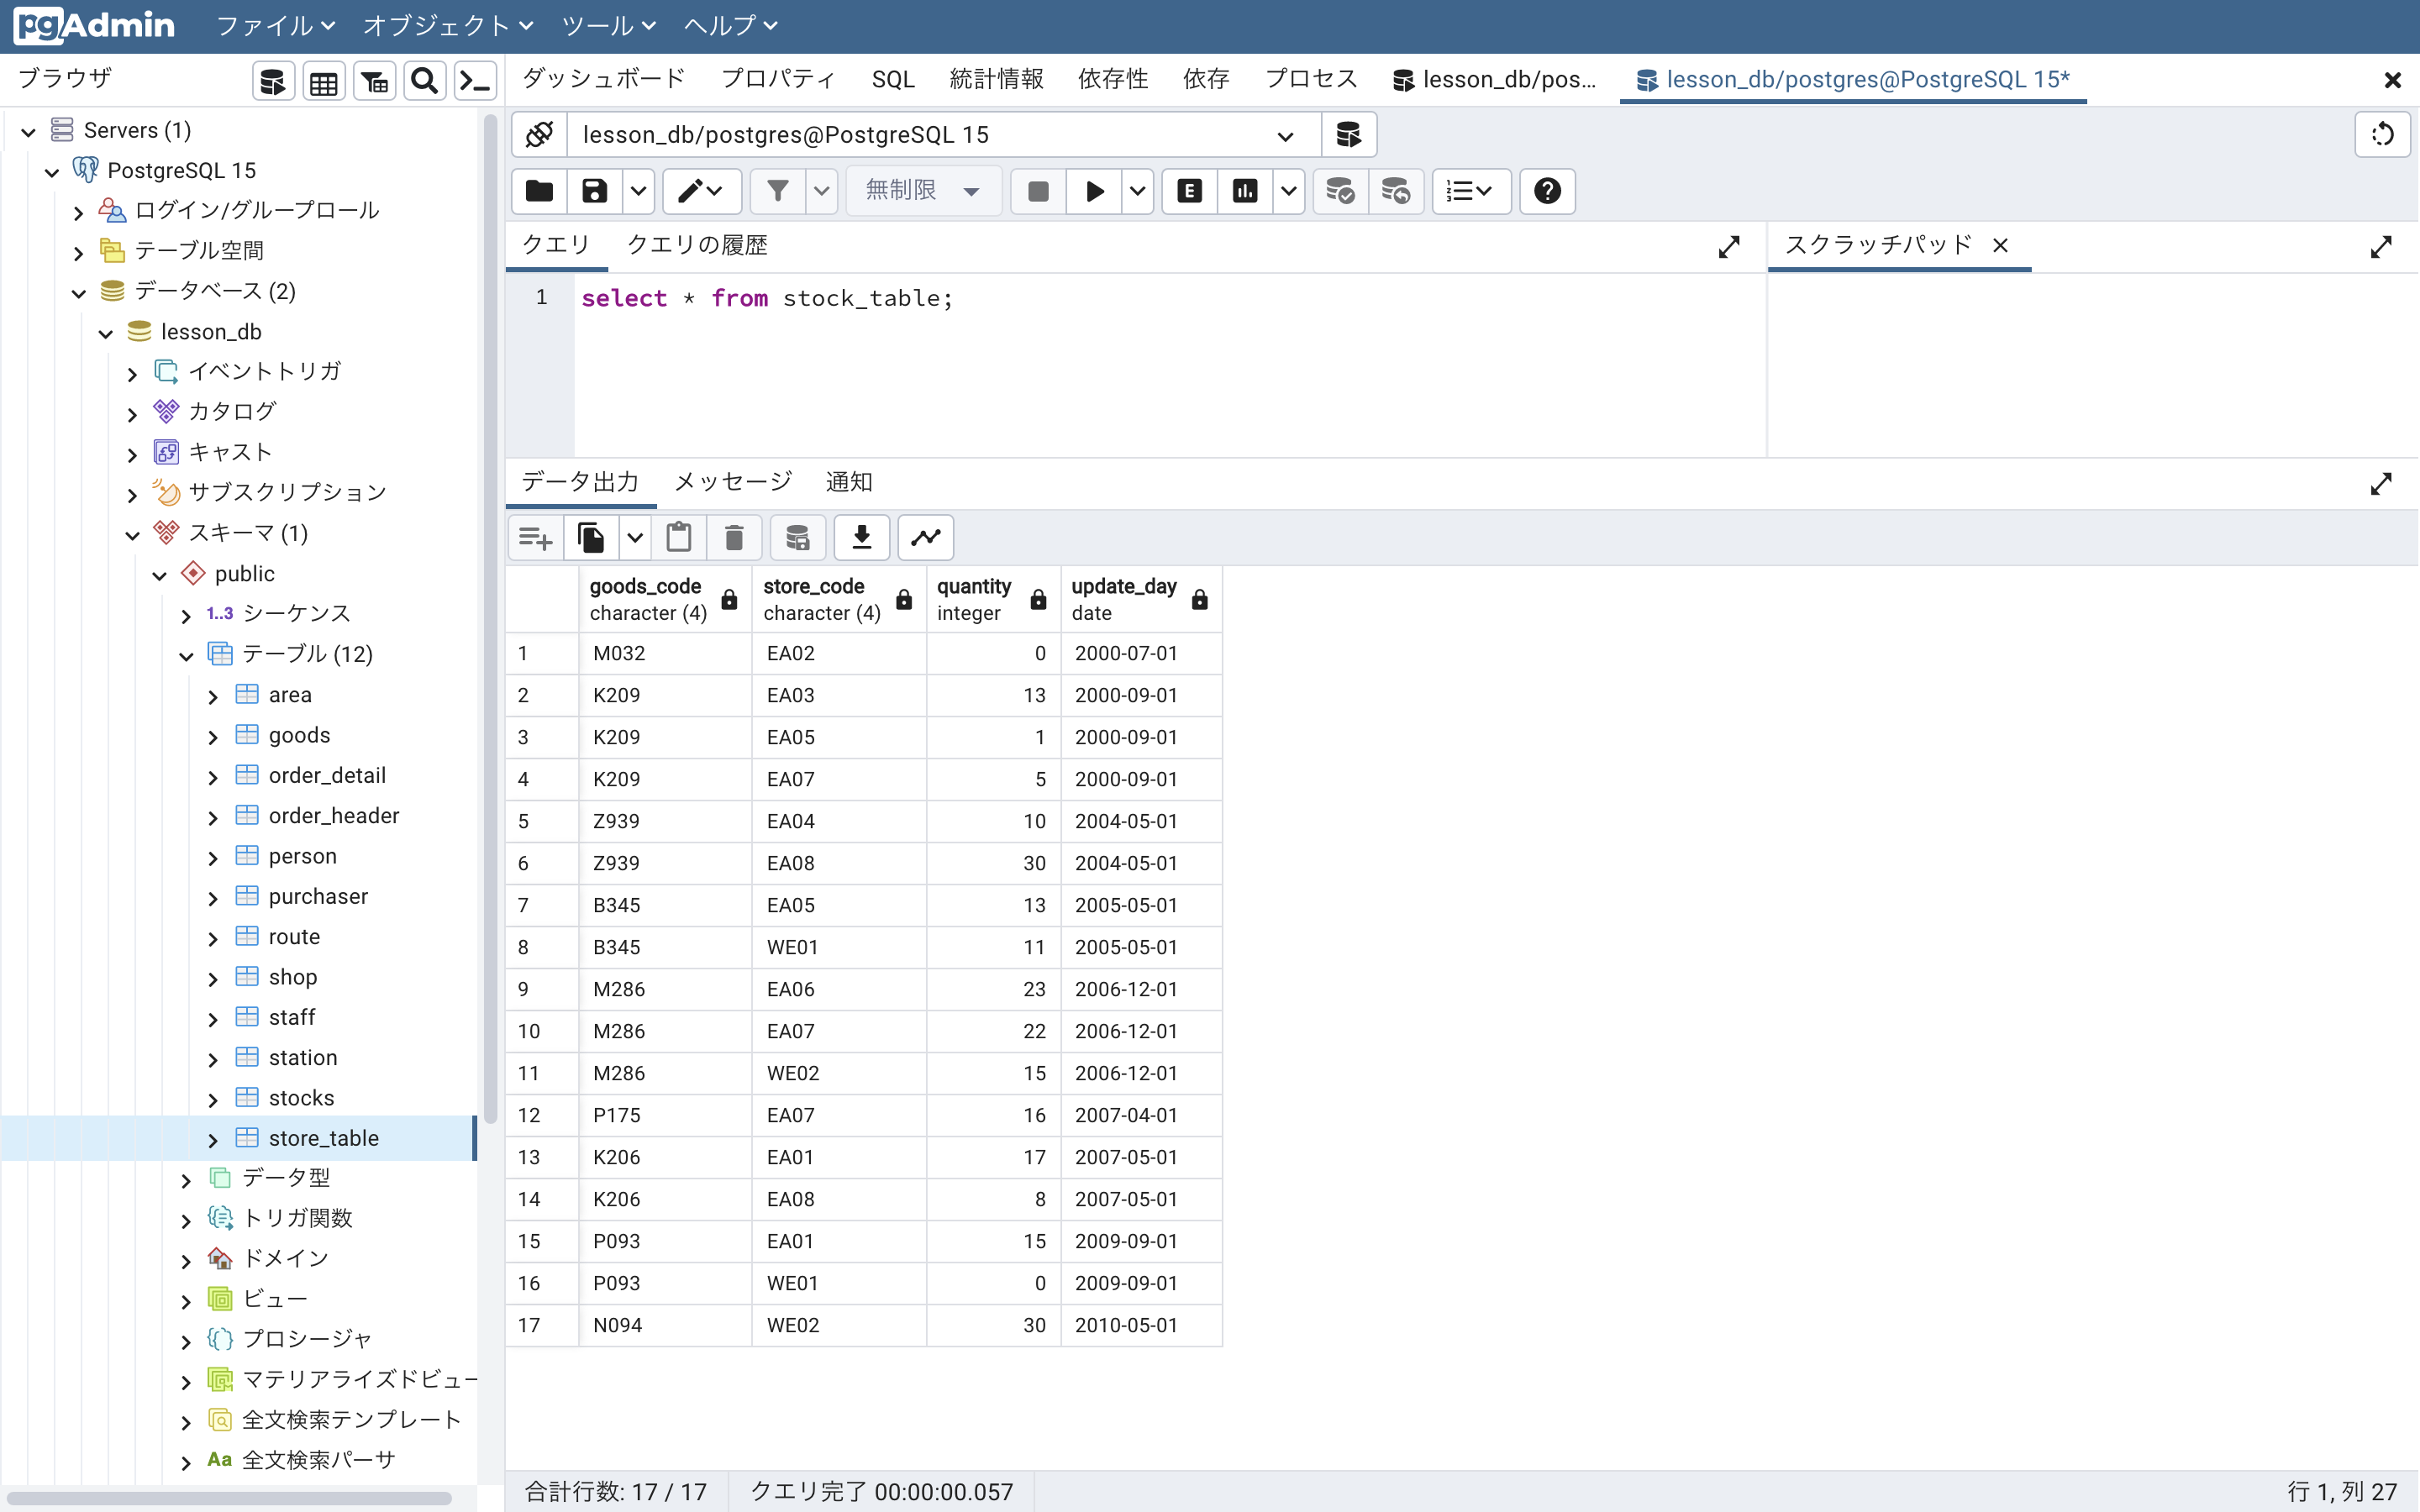 pgAdmin ファイル オブジェクト ツール ヘルプ
ブラウザ
ダッシュボード プロパティ SQL 統計情報 依存性 依存 プロセス lesson_db/pos... lesson_db/postgres@PostgreSQL 15*
Servers (1)
PostgreSQL 15
ログイン/グループロール
テーブル空間
データベース (2)
lesson_db
イベントトリガ
カタログ
キャスト
サブスクリプション
スキーマ (1)
public
1..3 シーケンス
テーブル (12)
area
goods
order_detail
order_header
person
purchaser
route
shop
staff
station
stocks
store_table
データ型
トリガ関数
ドメイン
ビュー
プロシージャ
マテリアライズドビュー
全文検索テンプレート
Aa 全文検索パーサ
lesson_db/postgres@PostgreSQL 15
無制限 E
クエリ クエリの履歴 スクラッチパッド
1 select * from stock_table;
データ出力 メッセージ 通知
goods_code store_code quantity update_day
character (4) character (4) integer date
1 M032 EA02 0 2000-07-01
2 K209 EA03 13 2000-09-01
3 K209 EA05 1 2000-09-01
4 K209 EA07 5 2000-09-01
5 Z939 EA04 10 2004-05-01
6 Z939 EA08 30 2004-05-01
7 B345 EA05 13 2005-05-01
8 B345 WE01 11 2005-05-01
9 M286 EA06 23 2006-12-01
10 M286 EA07 22 2006-12-01
11 M286 WE02 15 2006-12-01
12 P175 EA07 16 2007-04-01
13 K206 EA01 17 2007-05-01
14 K206 EA08 8 2007-05-01
15 P093 EA01 15 2009-09-01
16 P093 WE01 0 2009-09-01
17 N094 WE02 30 2010-05-01
合計行数: 17 / 17 クエリ完了 00:00:00.057 行 1, 列 27